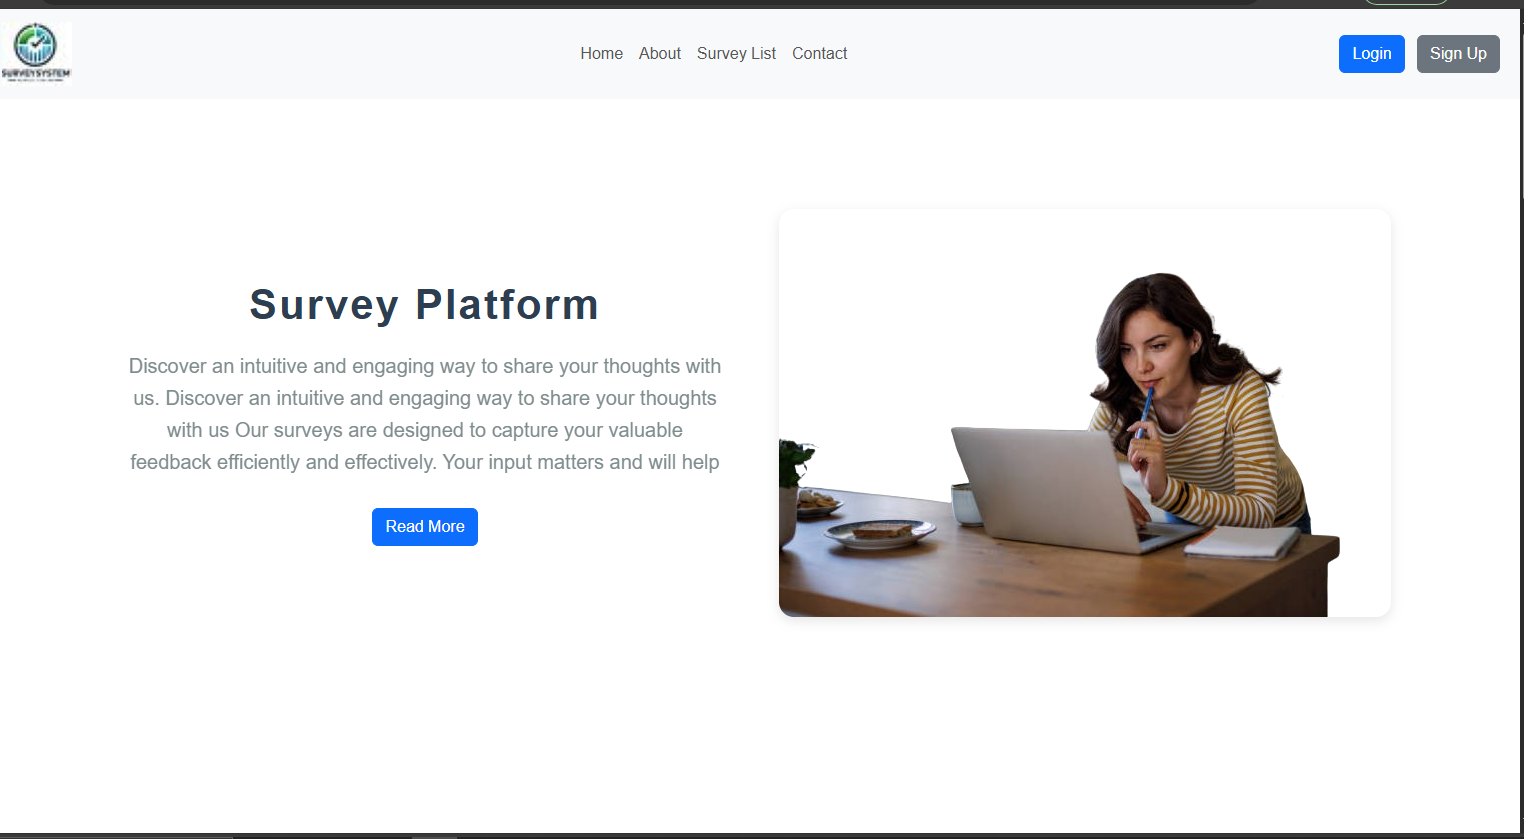 SURVEYSYSTEM
Home About Survey List Contact
Login Sign Up
Survey Platform
Discover an intuitive and engaging way to share your thoughts with
us. Discover an intuitive and engaging way to share your thoughts
with us Our surveys are designed to capture your valuable
feedback efficiently and effectively. Your input matters and will help
Read More